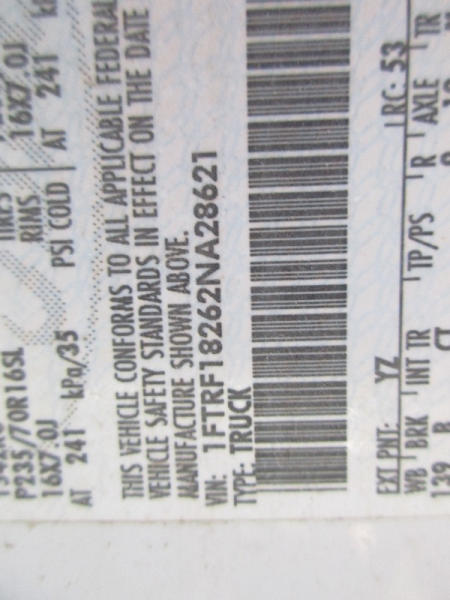 TIRES
RIMS 16X7.0J
PSI COLD AT 241
P235/70R16SL
16X7.0J
AT 241 kPa/35
THIS VEHICLE CONFORMS TO ALL APPLICABLE FEDERAL
VEHICLE SAFETY STANDARDS IN EFFECT ON THE DATE
MANUFACTURE SHOWN ABOVE.
VIN: 1FTRF18262NA28621
TYPE: TRUCK
EXT PNT: YZ RC: 53
WB BRK INT TR TP/PS R AXLE TR
139 B